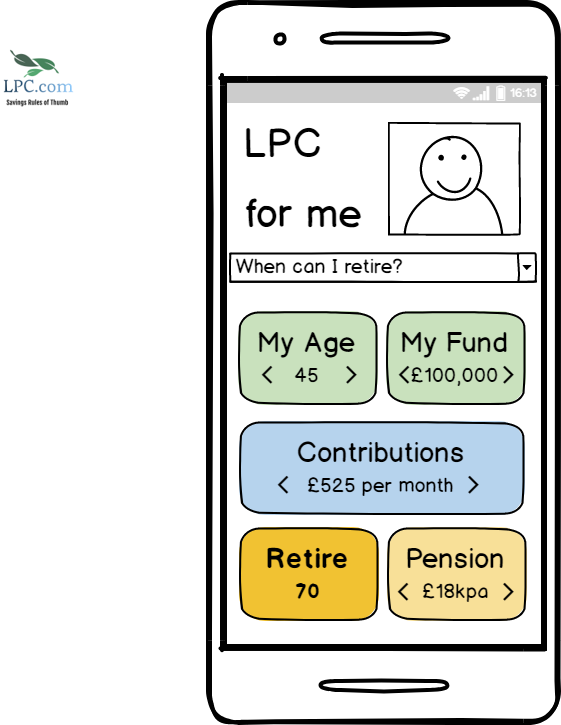 LPC.com
Savings Rules of Thumb
16:13
LPC
for me
When can I retire?
My Age
< 45 >
My Fund
<£100,000>
Contributions
< £525 per month >
Retire
70
Pension
< £18kpa >